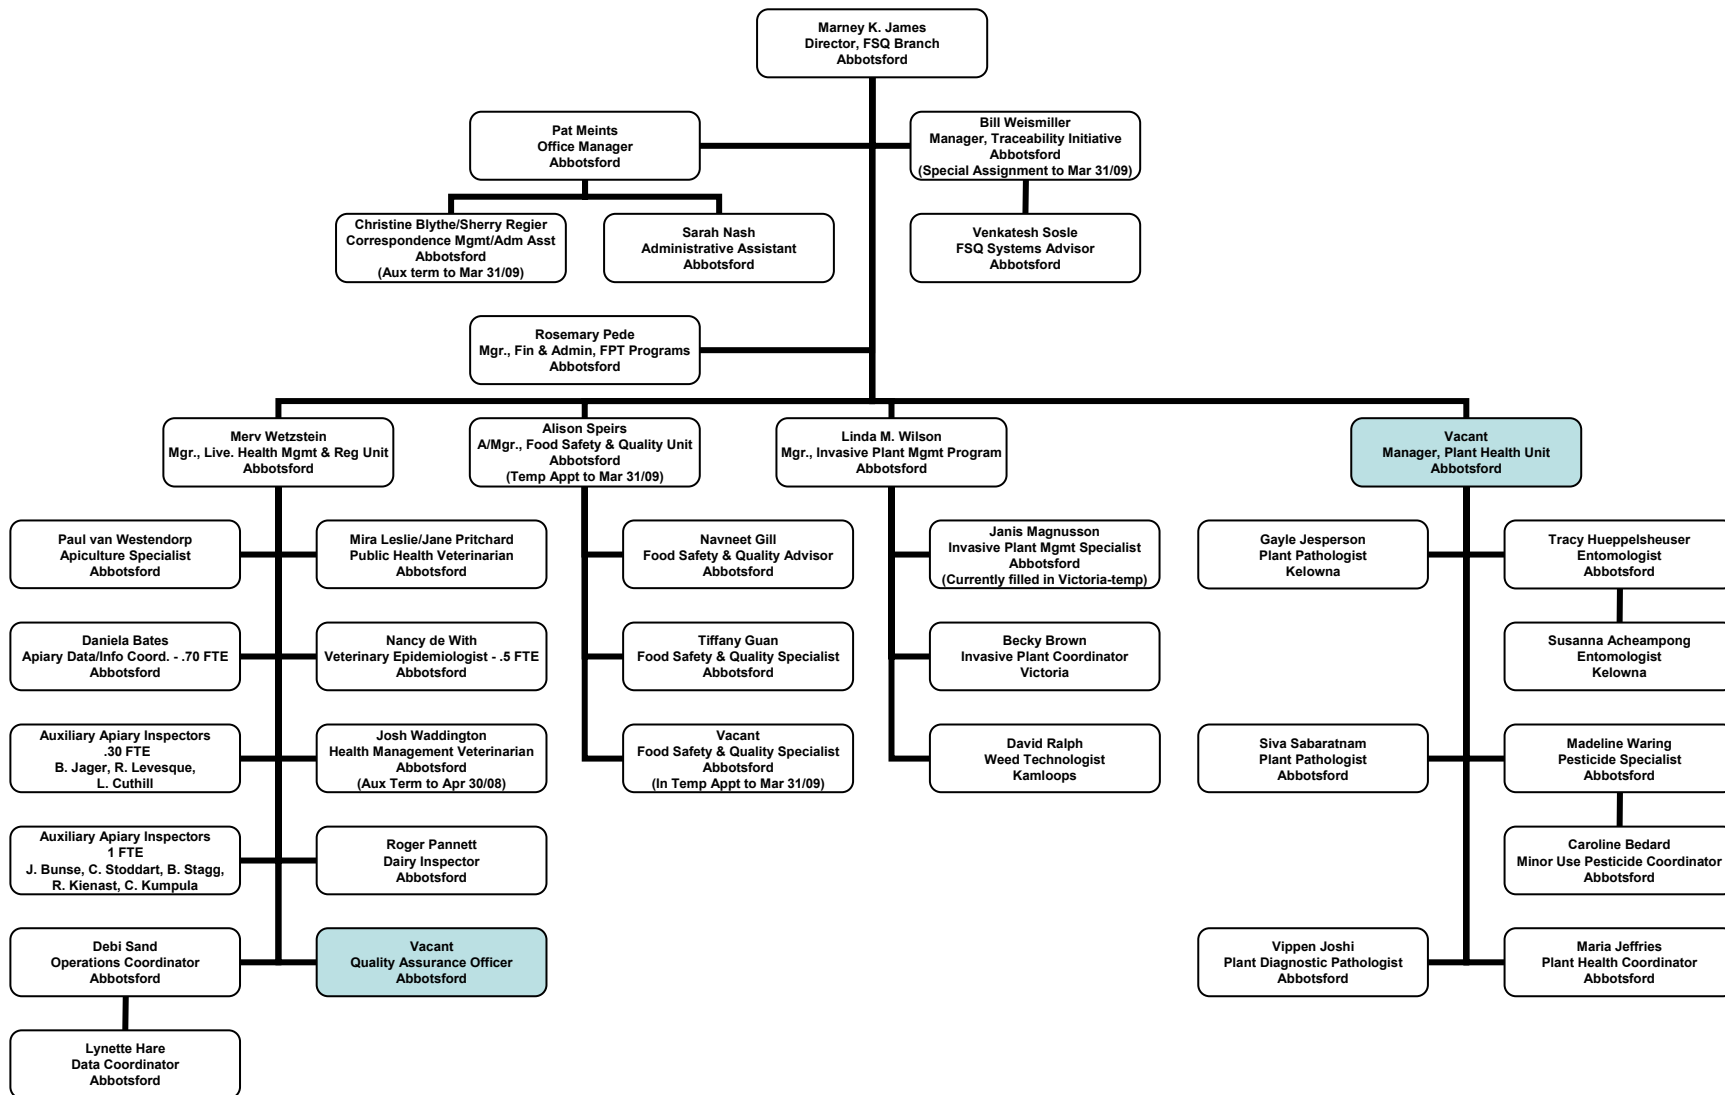 Marney K. James
Director, FSQ Branch
Abbotsford
Pat Meints
Office Manager
Abbotsford
Bill Weismiller
Manager, Traceability Initiative
Abbotsford
(Special Assignment to Mar 31/09)
Christine Blythe/Sherry Regier
Correspondence Mgmt/Adm Asst
Abbotsford
(Aux term to Mar 31/09)
Sarah Nash
Administrative Assistant
Abbotsford
Venkatesh Sosle
FSQ Systems Advisor
Abbotsford
Rosemary Pede
Mgr., Fin & Admin, FPT Programs
Abbotsford
Merv Wetzstein
Mgr., Live. Health Mgmt & Reg Unit
Abbotsford
Alison Speirs
A/Mgr., Food Safety & Quality Unit
Abbotsford
(Temp Appt to Mar 31/09)
Linda M. Wilson
Mgr., Invasive Plant Mgmt Program
Abbotsford
Vacant
Manager, Plant Health Unit
Abbotsford
Paul van Westendorp
Apiculture Specialist
Abbotsford
Mira Leslie/Jane Pritchard
Public Health Veterinarian
Abbotsford
Navneet Gill
Food Safety & Quality Advisor
Abbotsford
Janis Magnusson
Invasive Plant Mgmt Specialist
Abbotsford
(Currently filled in Victoria-temp)
Gayle Jesperson
Plant Pathologist
Kelowna
Tracy Hueppelsheuser
Entomologist
Abbotsford
Daniela Bates
Apiary Data/Info Coord. - .70 FTE
Abbotsford
Nancy de With
Veterinary Epidemiologist - .5 FTE
Abbotsford
Tiffany Guan
Food Safety & Quality Specialist
Abbotsford
Becky Brown
Invasive Plant Coordinator
Victoria
Susanna Acheampong
Entomologist
Kelowna
Auxiliary Apiary Inspectors
.30 FTE
B. Jager, R. Levesque,
L. Cuthill
Josh Waddington
Health Management Veterinarian
Abbotsford
(Aux Term to Apr 30/08)
Vacant
Food Safety & Quality Specialist
Abbotsford
(In Temp Appt to Mar 31/09)
David Ralph
Weed Technologist
Kamloops
Siva Sabaratnam
Plant Pathologist
Abbotsford
Madeline Waring
Pesticide Specialist
Abbotsford
Auxiliary Apiary Inspectors
1 FTE
J. Bunse, C. Stoddart, B. Stagg,
R. Kienast, C. Kumpula
Roger Pannett
Dairy Inspector
Abbotsford
Caroline Bedard
Minor Use Pesticide Coordinator
Abbotsford
Debi Sand
Operations Coordinator
Abbotsford
Vacant
Quality Assurance Officer
Abbotsford
Vippen Joshi
Plant Diagnostic Pathologist
Abbotsford
Maria Jeffries
Plant Health Coordinator
Abbotsford
Lynette Hare
Data Coordinator
Abbotsford